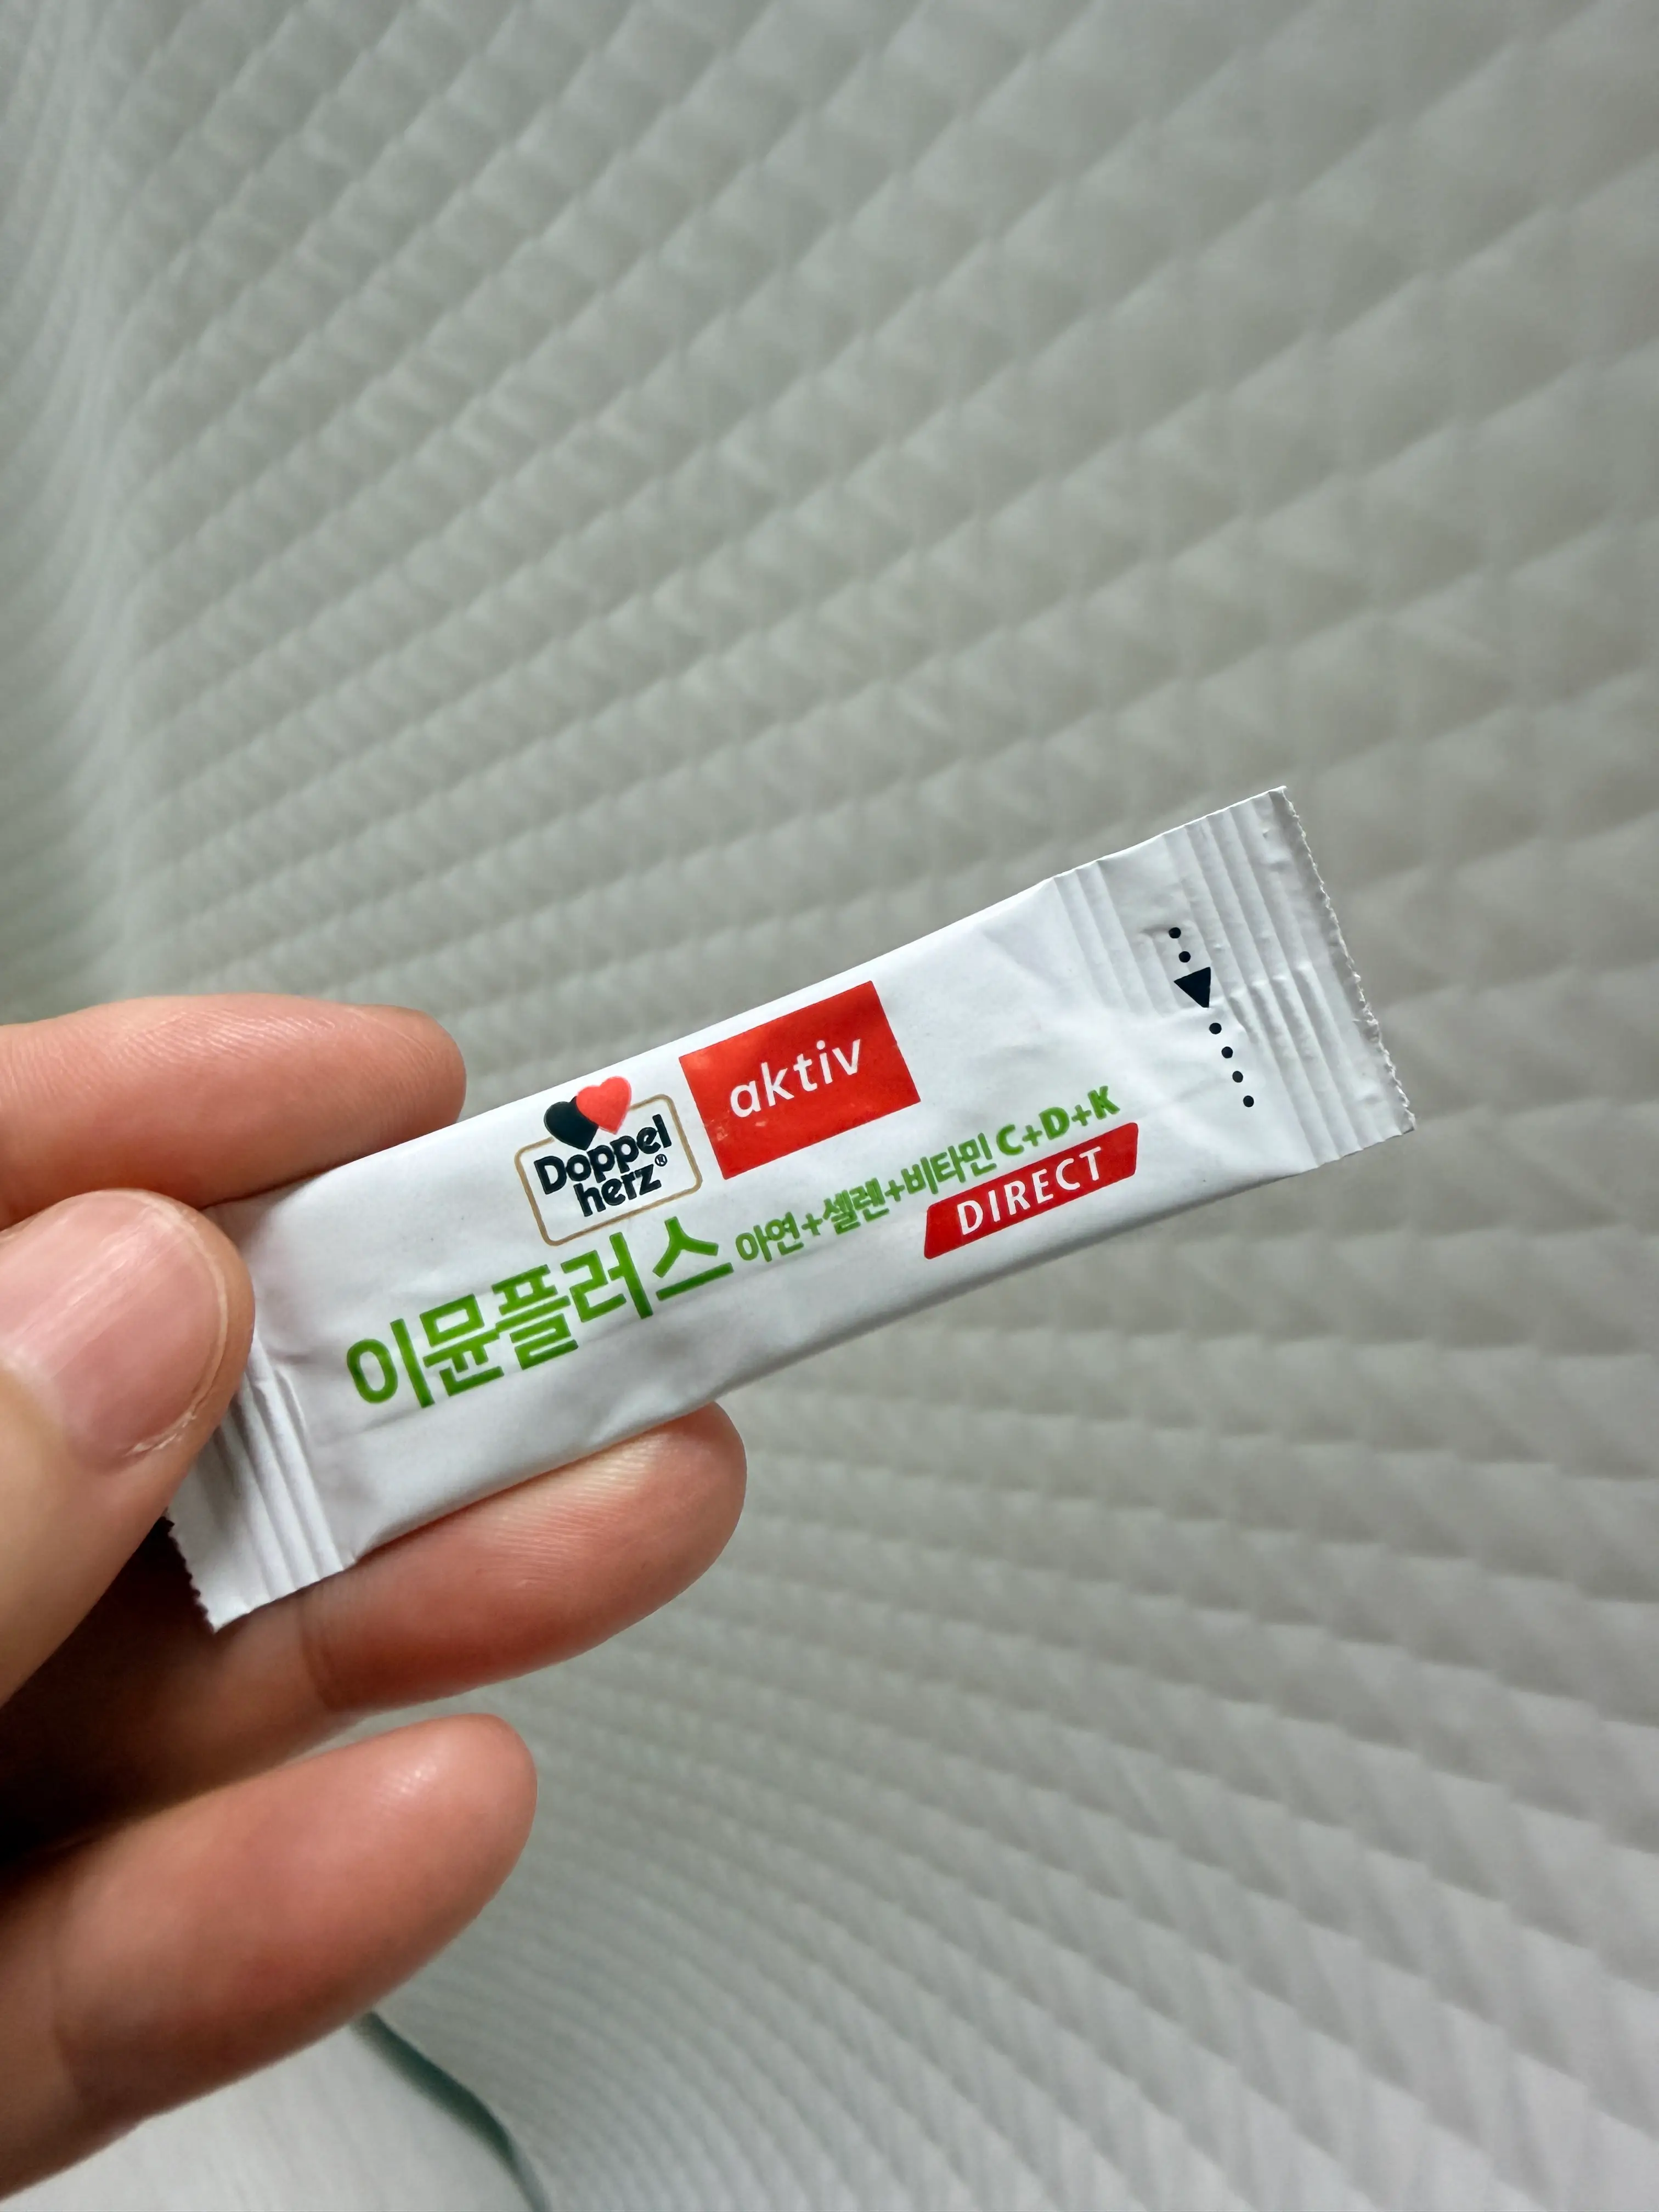 Doppel
herz®
aktiv
이뮨플러스 아연+셀렌+비타민 C+D+K
DIRECT